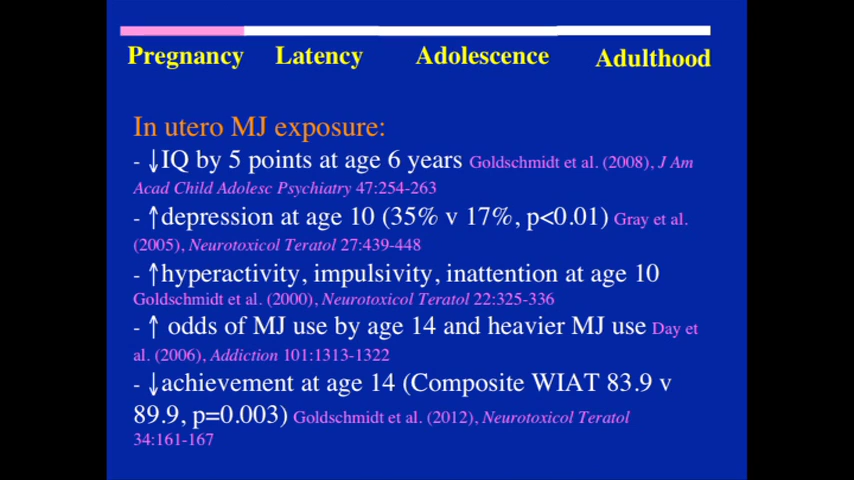 Pregnancy Latency Adolescence Adulthood
In utero MJ exposure:
- ↓IQ by 5 points at age 6 years Goldschmidt et al. (2008), J Am
Acad Child Adolesc Psychiatry 47:254-263
- ↑depression at age 10 (35% v 17%, p<0.01) Gray et al.
(2005), Neurotoxicol Teratol 27:439-448
- ↑hyperactivity, impulsivity, inattention at age 10
Goldschmidt et al. (2000), Neurotoxicol Teratol 22:325-336
- ↑ odds of MJ use by age 14 and heavier MJ use Day et
al. (2006), Addiction 101:1313-1322
- ↓achievement at age 14 (Composite WIAT 83.9 v
89.9, p=0.003) Goldschmidt et al. (2012), Neurotoxicol Teratol
34:161-167